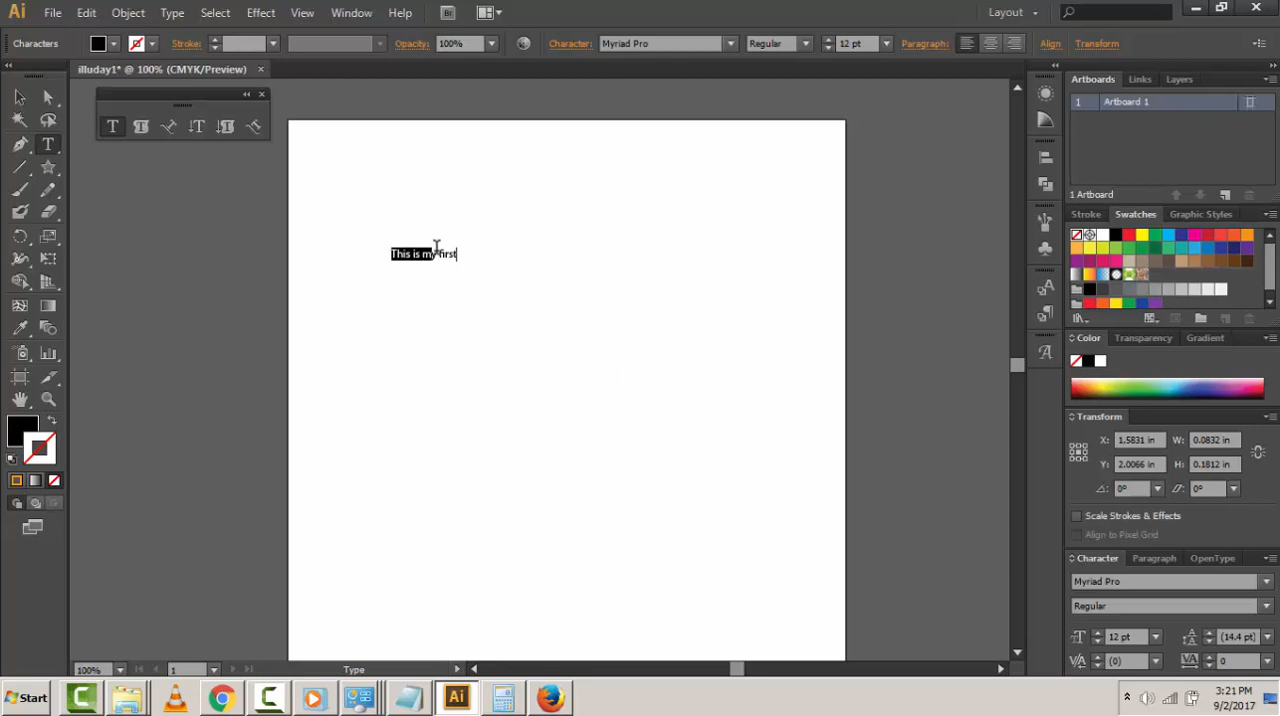 Ai File Edit Object Type Select Effect View Window Help Br Layout
Characters Stroke: Opacity: 100% Character: Myriad Pro Regular 12 pt Paragraph: Align Transform
illuday1* @ 100% (CMYK/Preview)
Artboards Links Layers
1 Artboard 1
1 Artboard
Stroke Swatches Graphic Styles
This is my first
Color Transparency Gradient
Transform
X: 1.5831 in W: 0.0832 in
Y: 2.0066 in H: 0.1812 in
0° 0°
Scale Strokes & Effects
Align to Pixel Grid
Character Paragraph OpenType
Myriad Pro
Regular
12 pt (14.4 pt)
(0) 0
100% 1 Type
Start Ai 3:21 PM
9/2/2017